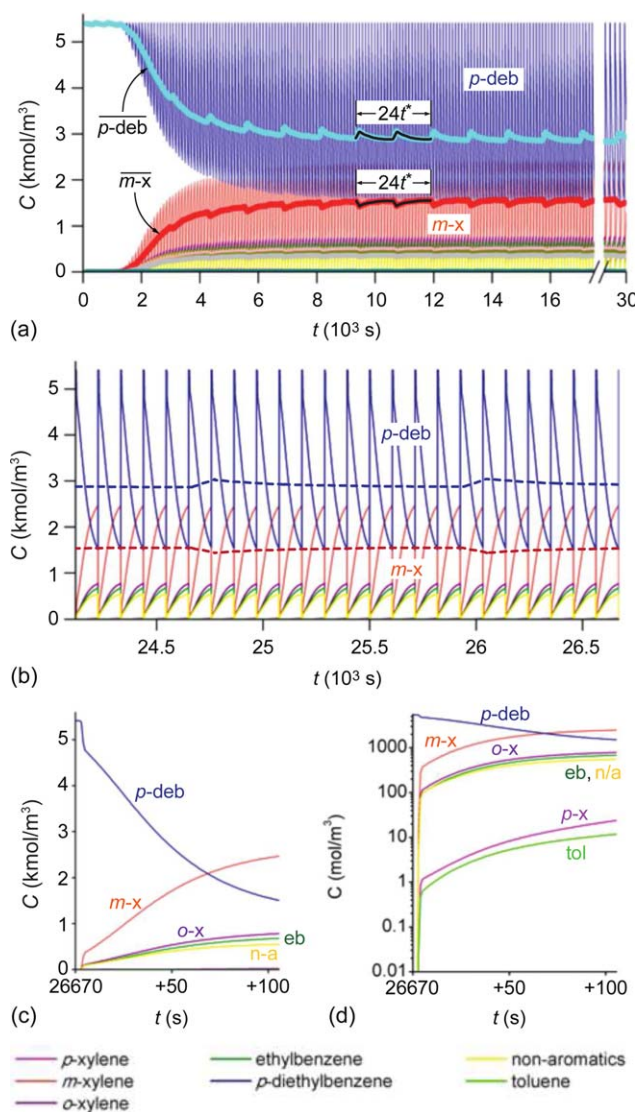 5
4
3
2
1
0
C (kmol/m³)
p-deb
p-deb
m-x
24t*
24t*
m-x
0 2 4 6 8 10 12 14 16 30
(a)
t (10³ s)
5
4
3
2
1
0
C (kmol/m³)
p-deb
m-x
24.5 25 25.5 26 26.5
(b)
t (10³ s)
5
4
3
2
1
0
C (kmol/m³)
p-deb
m-x
o-x
eb
n-a
26670 +50 +100
(c)
t (s)
1000
100
10
1
0.1
0.01
C (mol/m³)
p-deb
m-x
o-x
eb, n/a
p-x
tol
26670 +50 +100
(d)
t (s)
p-xylene ethylbenzene non-aromatics
m-xylene p-diethylbenzene toluene
o-xylene